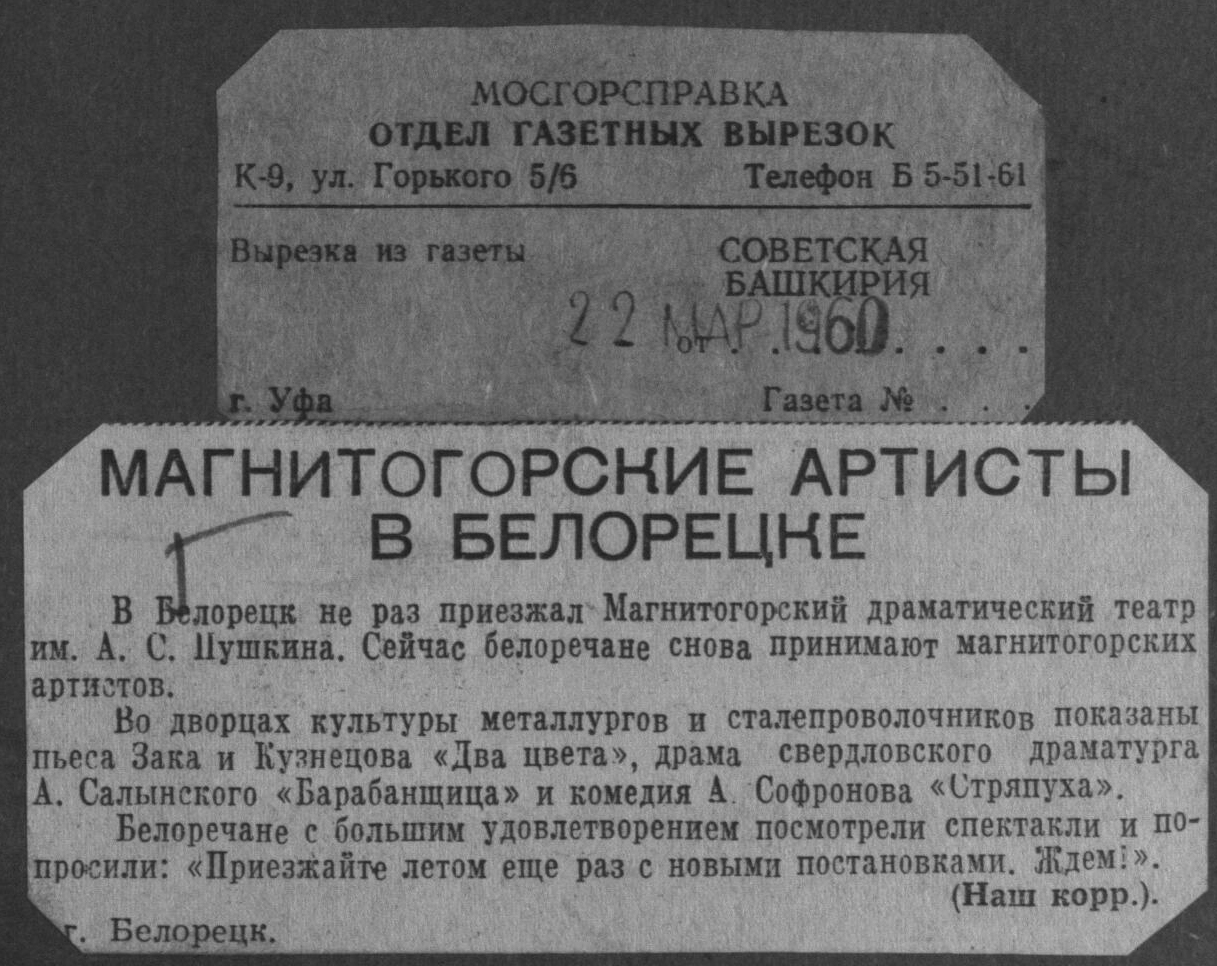 МОСГОРСПРАВКА
ОТДЕЛ ГАЗЕТНЫХ ВЫРЕЗОК
К-9, ул. Горького 5/6 Телефон Б 5-51-61
Вырезка из газеты СОВЕТСКАЯ
БАШКИРИЯ
22 МАР 1960
от . . . . . . . .
г. Уфа Газета № . . .
МАГНИТОГОРСКИЕ АРТИСТЫ
В БЕЛОРЕЦКЕ
В Белорецк не раз приезжал Магнитогорский драматический театр
им. А. С. Пушкина. Сейчас белоречане снова принимают магнитогорских
артистов.
Во дворцах культуры металлургов и сталепроволочников показаны
пьеса Зака и Кузнецова «Два цвета», драма свердловского драматурга
А. Салынского «Барабанщица» и комедия А. Софронова «Стряпуха».
Белоречане с большим удовлетворением посмотрели спектакли и по-
просили: «Приезжайте летом еще раз с новыми постановками. Ждем!».
(Наш корр.).
г. Белорецк.